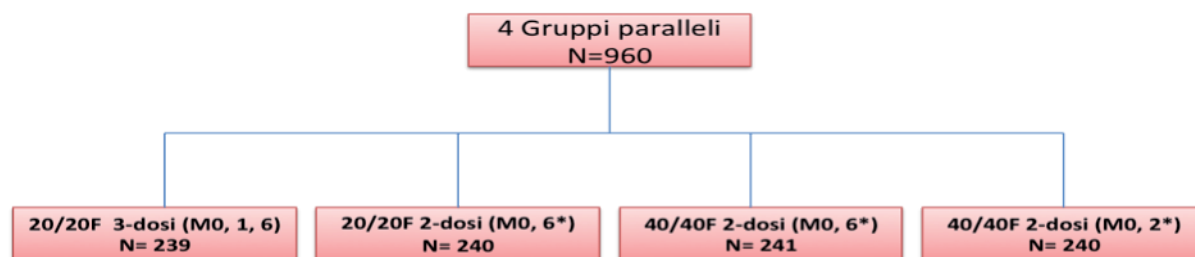 4 Gruppi paralleli
N=960
20/20F 3-dosi (M0, 1, 6)
N= 239
20/20F 2-dosi (M0, 6*)
N= 240
40/40F 2-dosi (M0, 6*)
N= 241
40/40F 2-dosi (M0, 2*)
N= 240